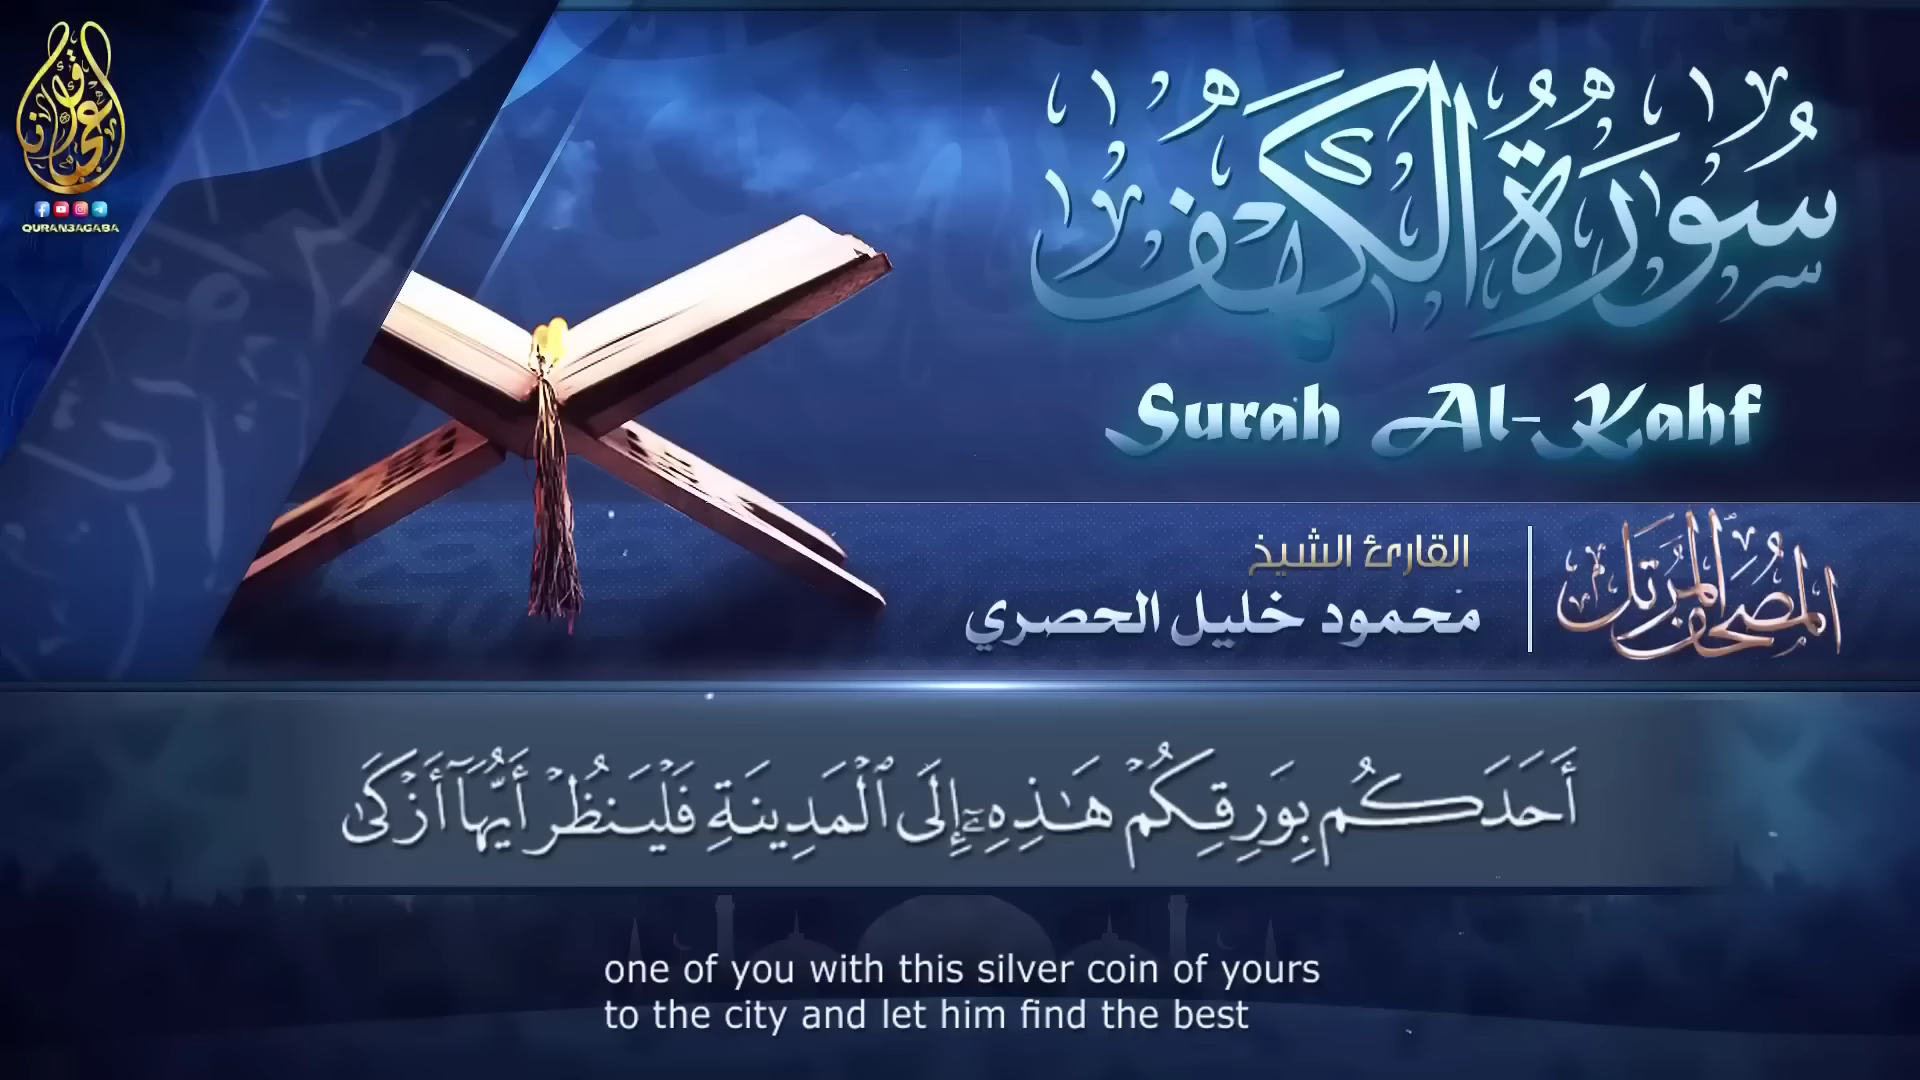 QURAN3AGABA
سُورَةُ الْكَهْف
Surah Al-Kahf
القارئ الشيخ
محمود خليل الحصري
المصحف المرتل
أَحَدَكُم بِوَرِقِكُمْ هَـٰذِهِۦٓ إِلَى ٱلْمَدِينَةِ فَلْيَنظُرْ أَيُّهَآ أَزْكَىٰ
one of you with this silver coin of yours
to the city and let him find the best